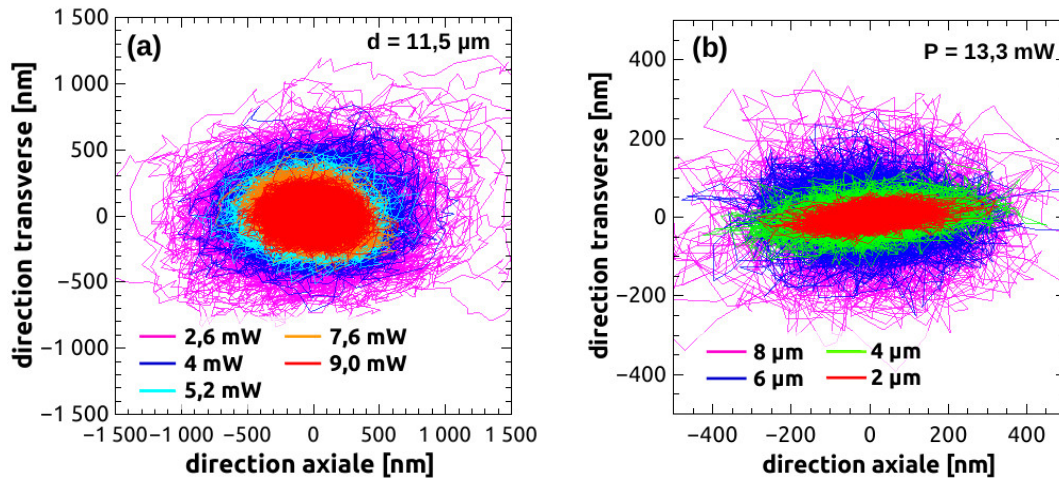 (a)
d = 11,5 µm
direction transverse [nm]
1 500
1 000
500
0
−500
−1 000
−1 500
2,6 mW
7,6 mW
4 mW
9,0 mW
5,2 mW
−1 500
−1 000
−500
0
500
1 000
1 500
direction axiale [nm]
(b)
P = 13,3 mW
direction transverse [nm]
400
200
0
−200
−400
8 µm
4 µm
6 µm
2 µm
−400
−200
0
200
400
direction axiale [nm]